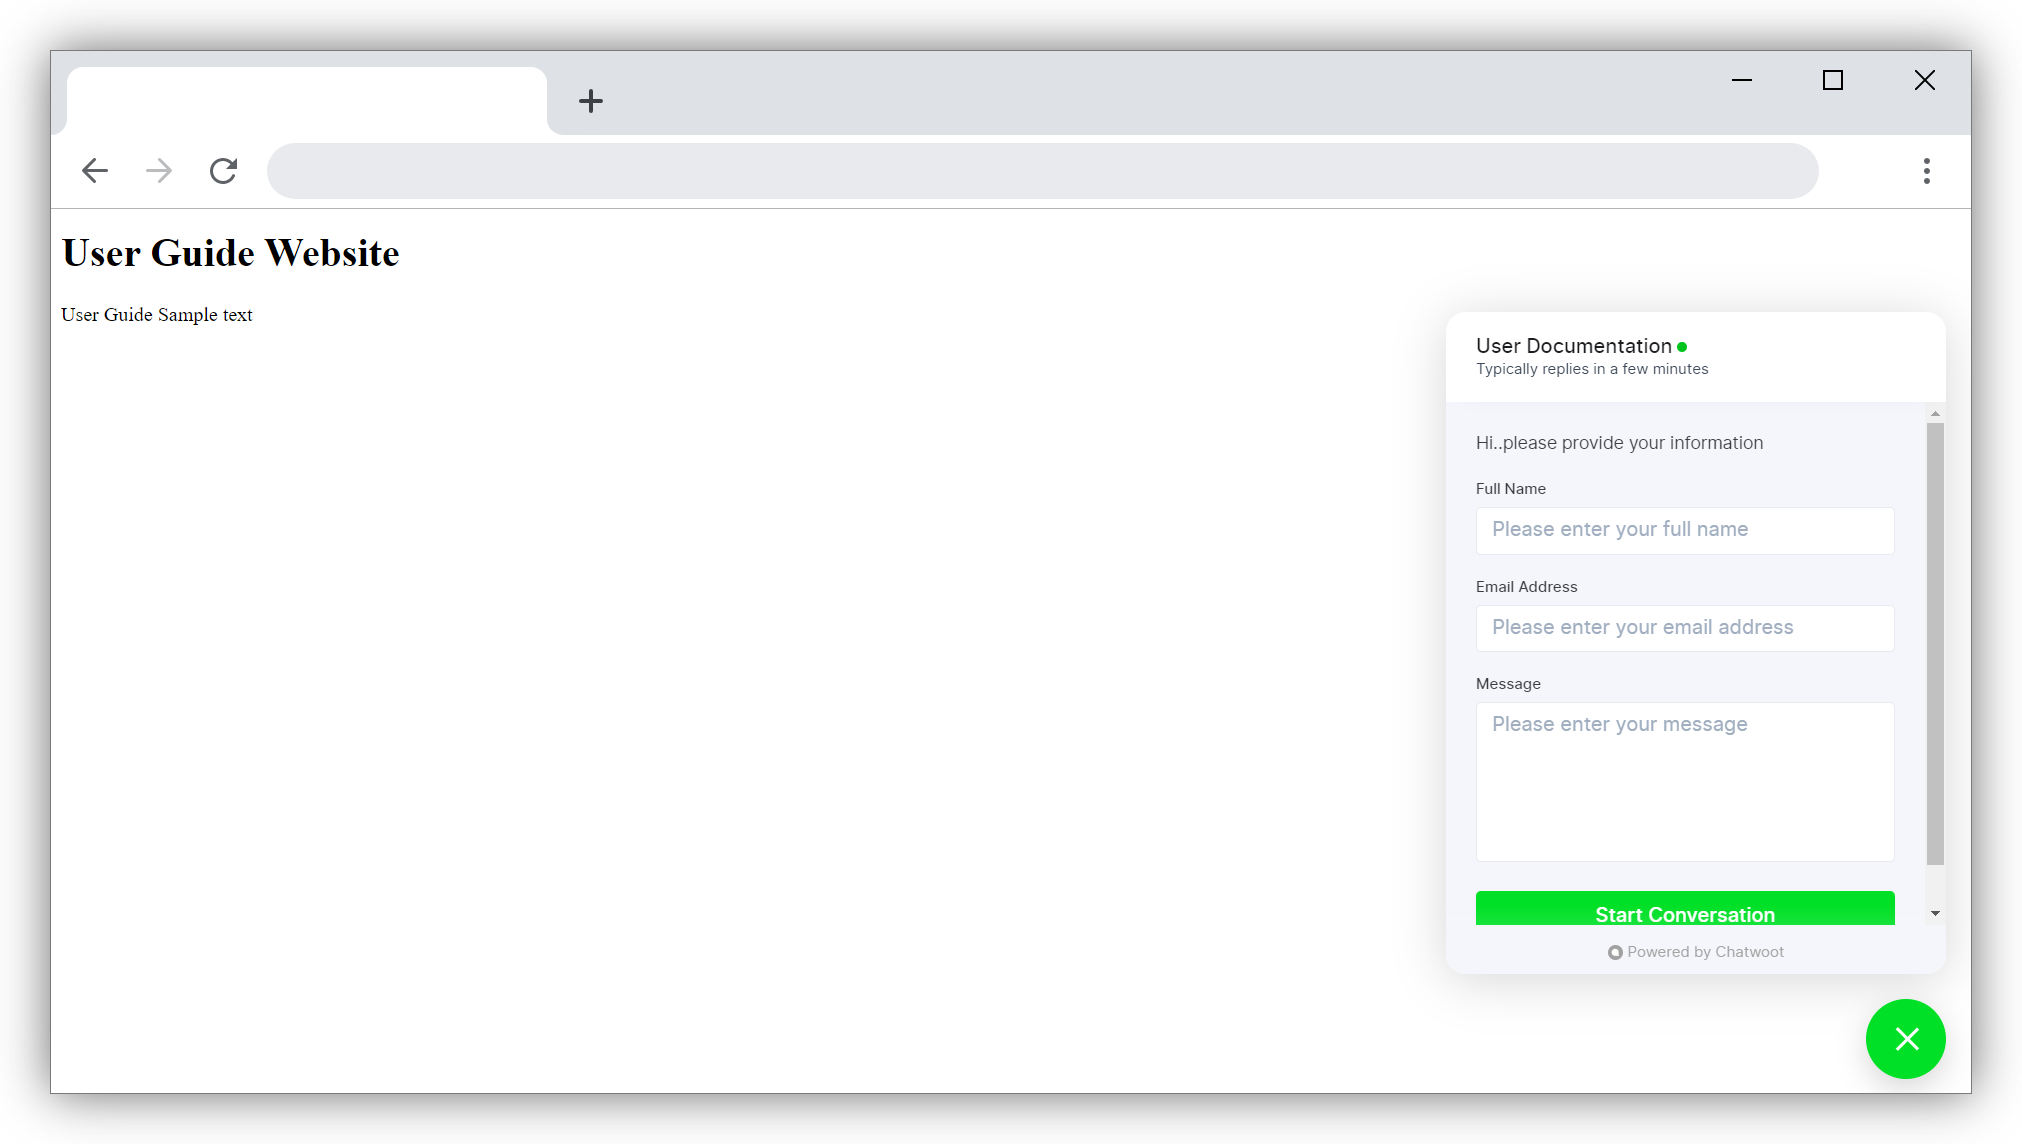 User Guide Website
User Guide Sample text
User Documentation
Typically replies in a few minutes
Hi..please provide your information
Full Name
Please enter your full name
Email Address
Please enter your email address
Message
Please enter your message
Start Conversation
Powered by Chatwoot